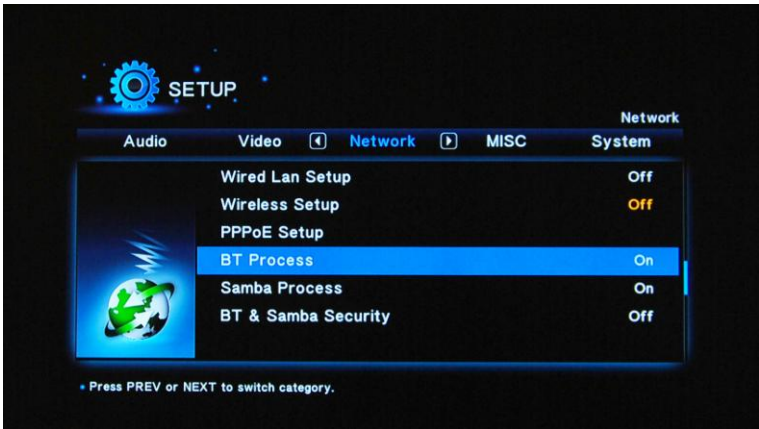 SETUP
Network
Audio Video Network MISC System
Wired Lan Setup Off
Wireless Setup Off
PPPoE Setup
BT Process On
Samba Process On
BT & Samba Security Off
Press PREV or NEXT to switch category.